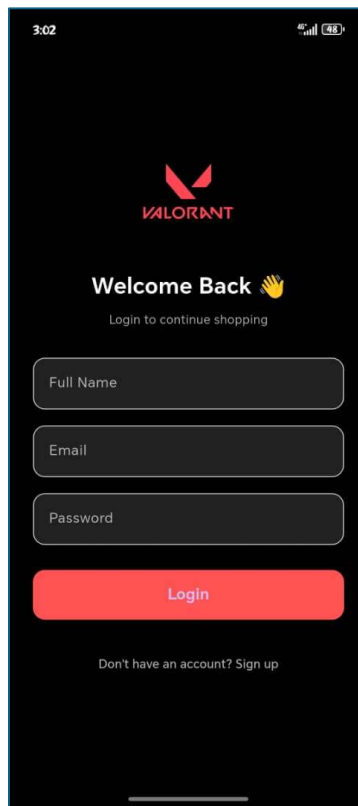 3:02
4G+ 48
VALORANT
Welcome Back 👋
Login to continue shopping
Full Name
Email
Password
Login
Don't have an account? Sign up